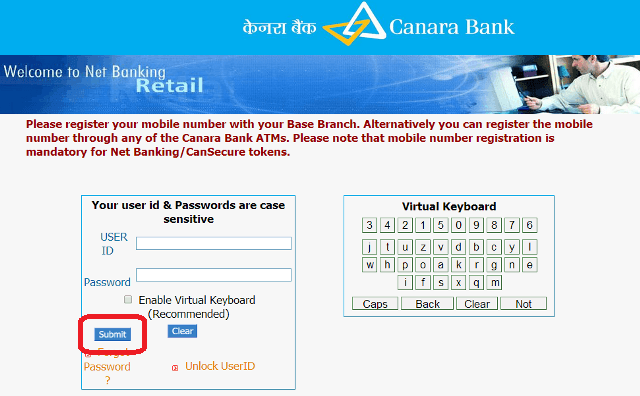 केनरा बैंक Canara Bank
Welcome to Net Banking
Retail
Please register your mobile number with your Base Branch. Alternatively you can register the mobile
number through any of the Canara Bank ATMs. Please note that mobile number registration is
mandatory for Net Banking/CanSecure tokens.
Your user id & Passwords are case
sensitive
USER
ID
Password
Enable Virtual Keyboard
(Recommended)
Submit Clear
Forgot
Password
?
Unlock UserID
Virtual Keyboard
3 4 2 1 5 0 9 8 7 6
j t u z v d b c y l
w h p o a k r g n e
i f s x q m
Caps Back Clear Not